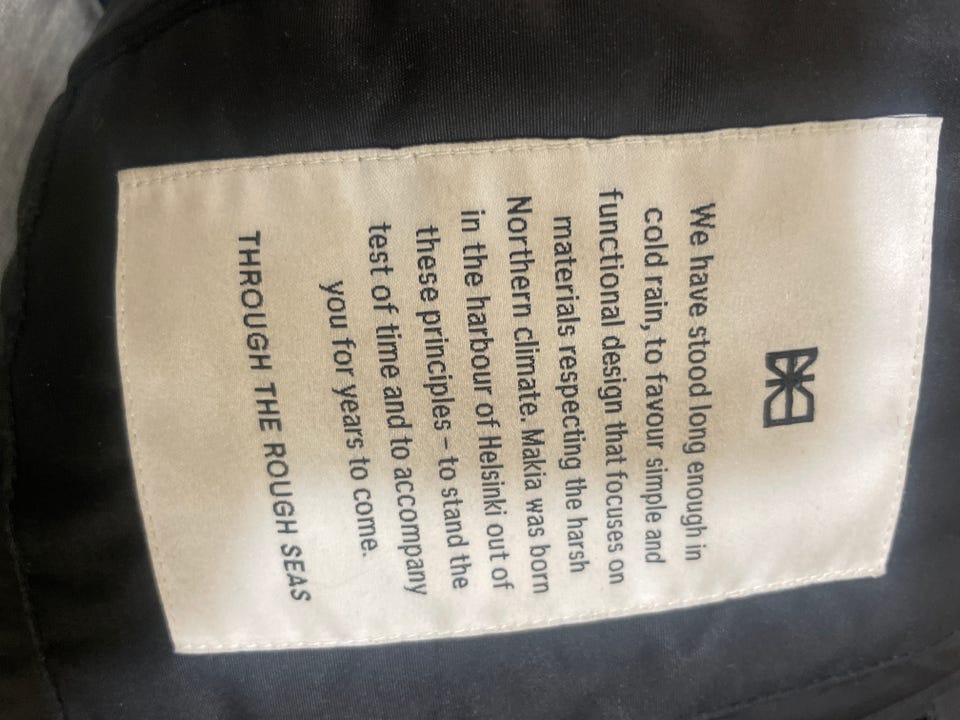 We have stood long enough in
cold rain, to favour simple and
functional design that focuses on
materials respecting the harsh
Northern climate. Makia was born
in the harbour of Helsinki out of
these principles – to stand the
test of time and to accompany
you for years to come.
THROUGH THE ROUGH SEAS